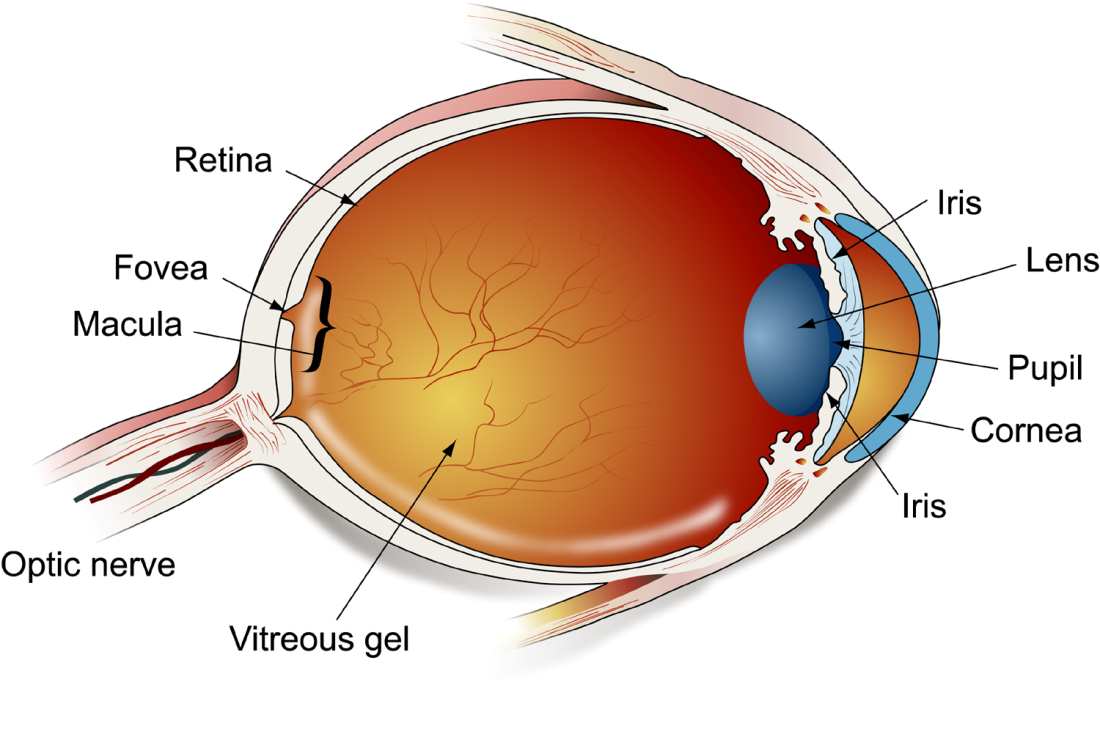 Retina
Iris
Lens
Fovea
Macula
Pupil
Cornea
Iris
Optic nerve
Vitreous gel